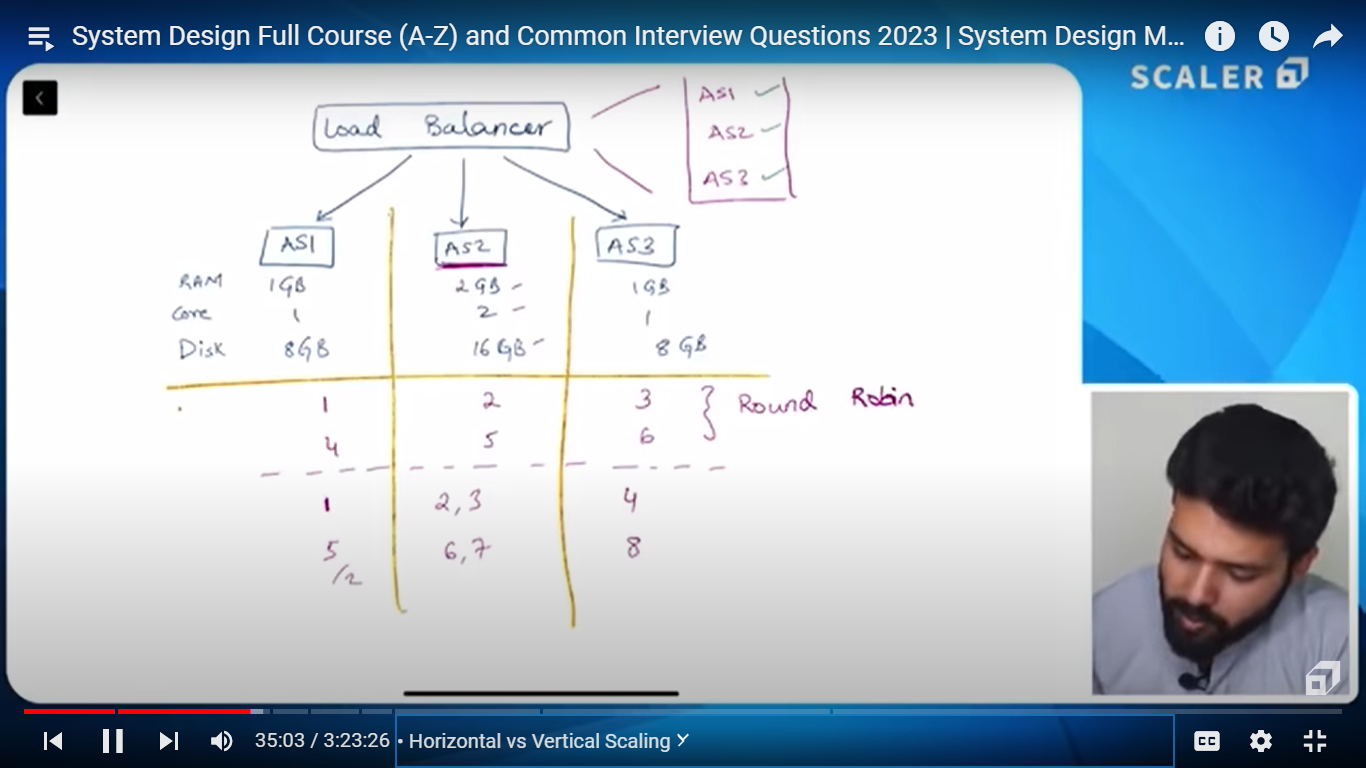 System Design Full Course (A-Z) and Common Interview Questions 2023 | System Design M...
SCALER
Load Balancer
AS1
AS2
AS3
AS1 AS2 AS3
RAM 1GB 2GB 1GB
Core 1 2 1
Disk 8GB 16GB 8GB
1 2 3 Round Robin
4 5 6
1 2,3 4
5 6,7 8
/2
35:03 / 3:23:26 • Horizontal vs Vertical Scaling
CC